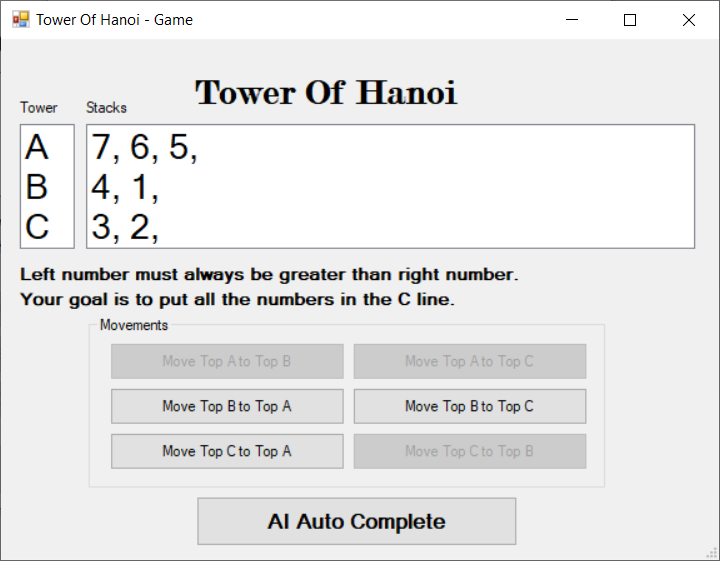 Tower Of Hanoi - Game
Tower Of Hanoi
Tower Stacks
A 7, 6, 5,
B 4, 1,
C 3, 2,
Left number must always be greater than right number.
Your goal is to put all the numbers in the C line.
Movements
Move Top A to Top B Move Top A to Top C
Move Top B to Top A Move Top B to Top C
Move Top C to Top A Move Top C to Top B
AI Auto Complete